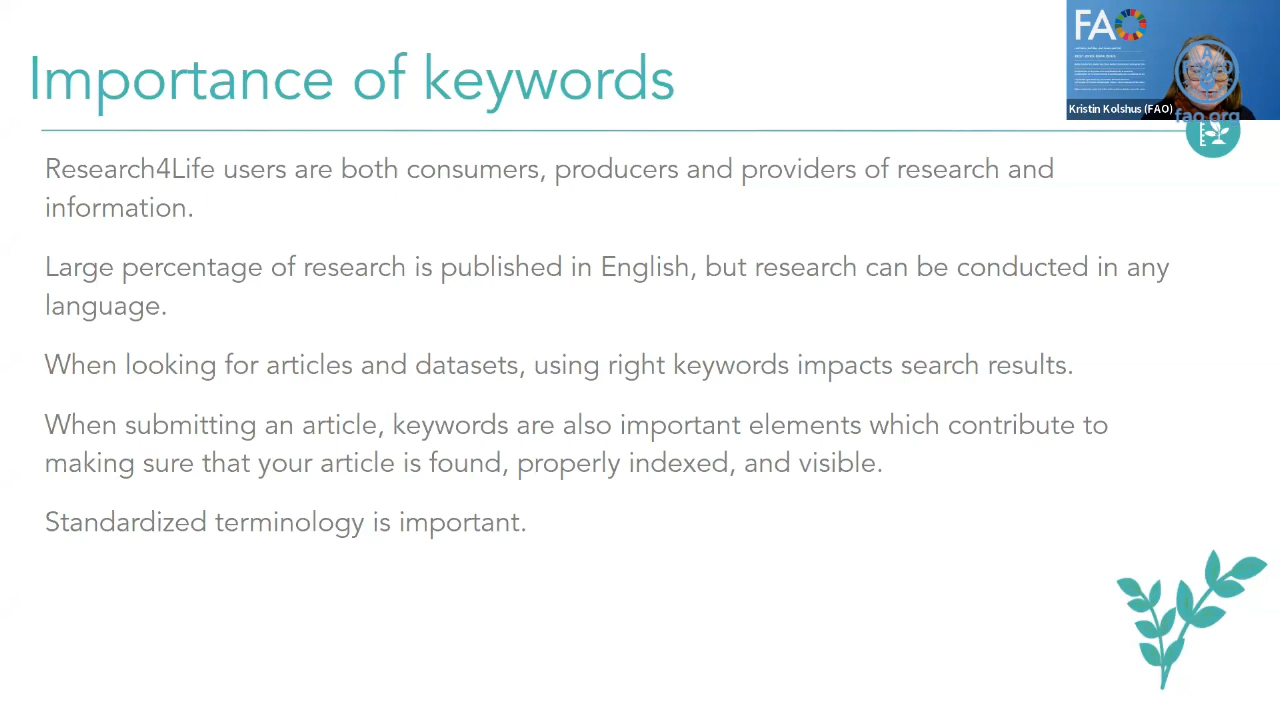 Importance of keywords
FAO
Kristin Kolshus (FAO)
fao.org
Research4Life users are both consumers, producers and providers of research and
information.
Large percentage of research is published in English, but research can be conducted in any
language.
When looking for articles and datasets, using right keywords impacts search results.
When submitting an article, keywords are also important elements which contribute to
making sure that your article is found, properly indexed, and visible.
Standardized terminology is important.